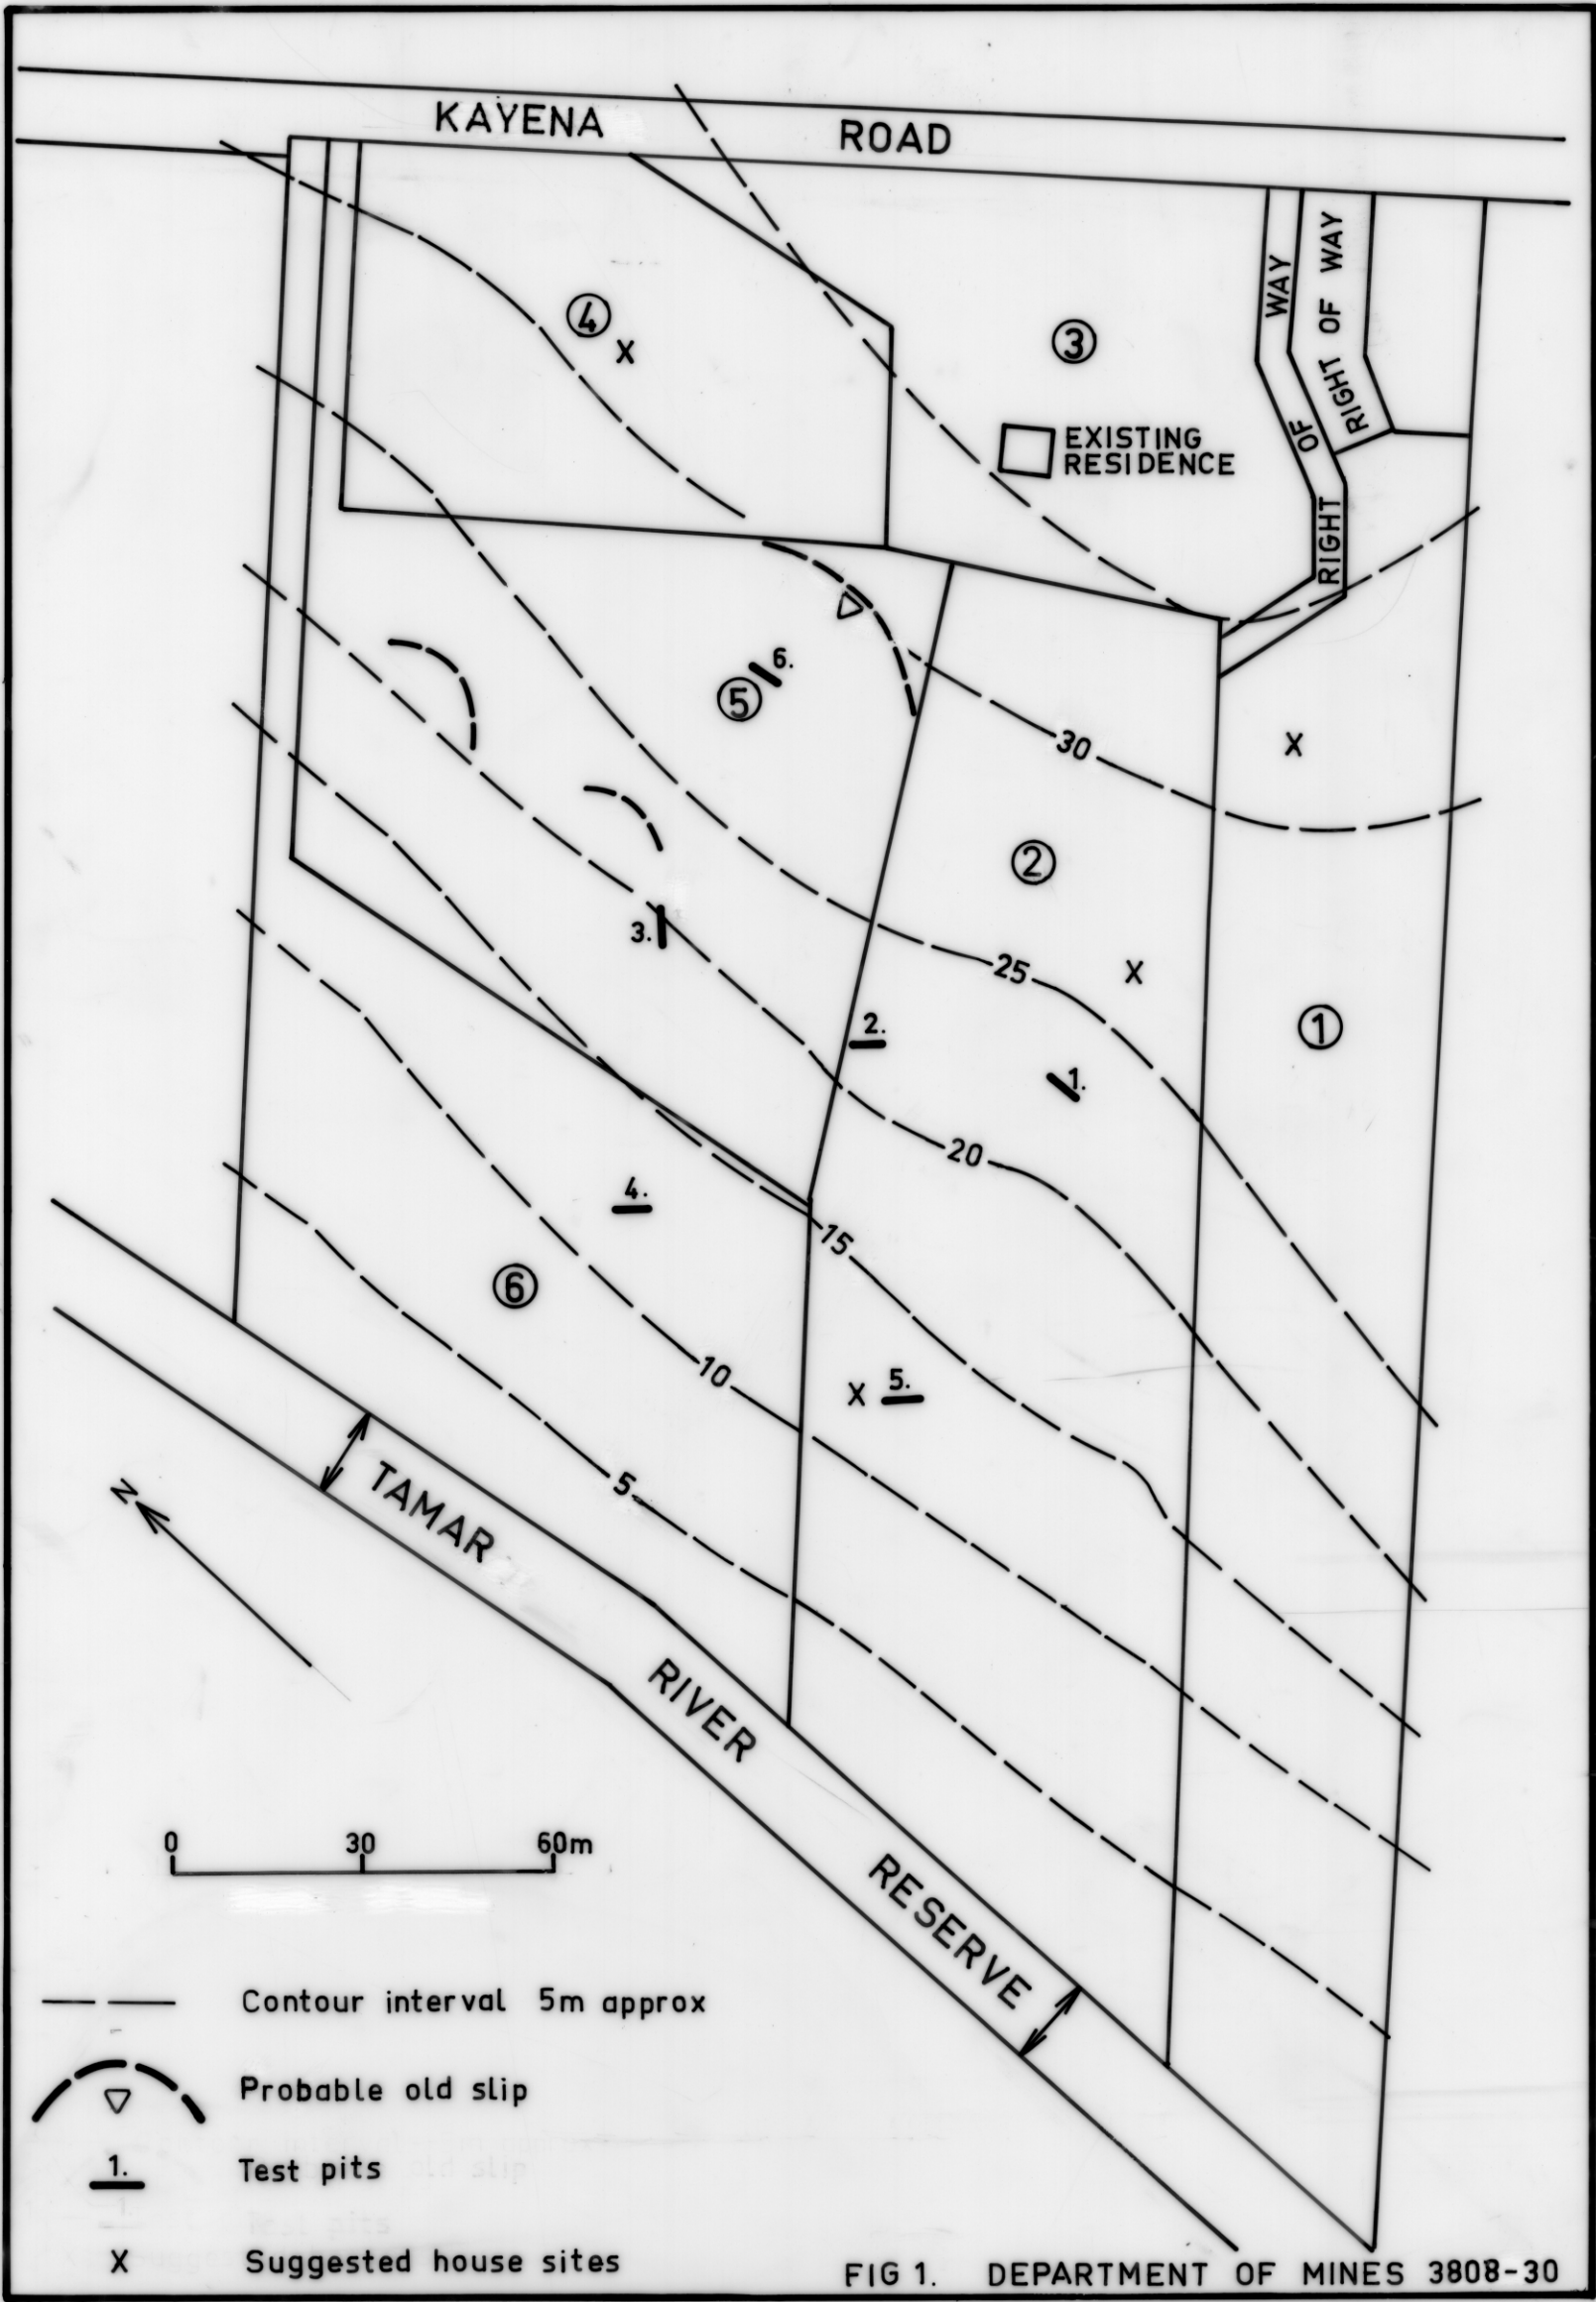 KAYENA ROAD
WAY
OF
RIGHT
RIGHT OF WAY
4
X
3
EXISTING
RESIDENCE
6.
5
30
X
2
3.
25
X
2.
1
1.
20
4.
15
6
10
X 5.
5
N
TAMAR
RIVER
RESERVE
0 30 60m
Contour interval 5m approx
Probable old slip
1. Test pits
X Suggested house sites
FIG 1. DEPARTMENT OF MINES 3808-30